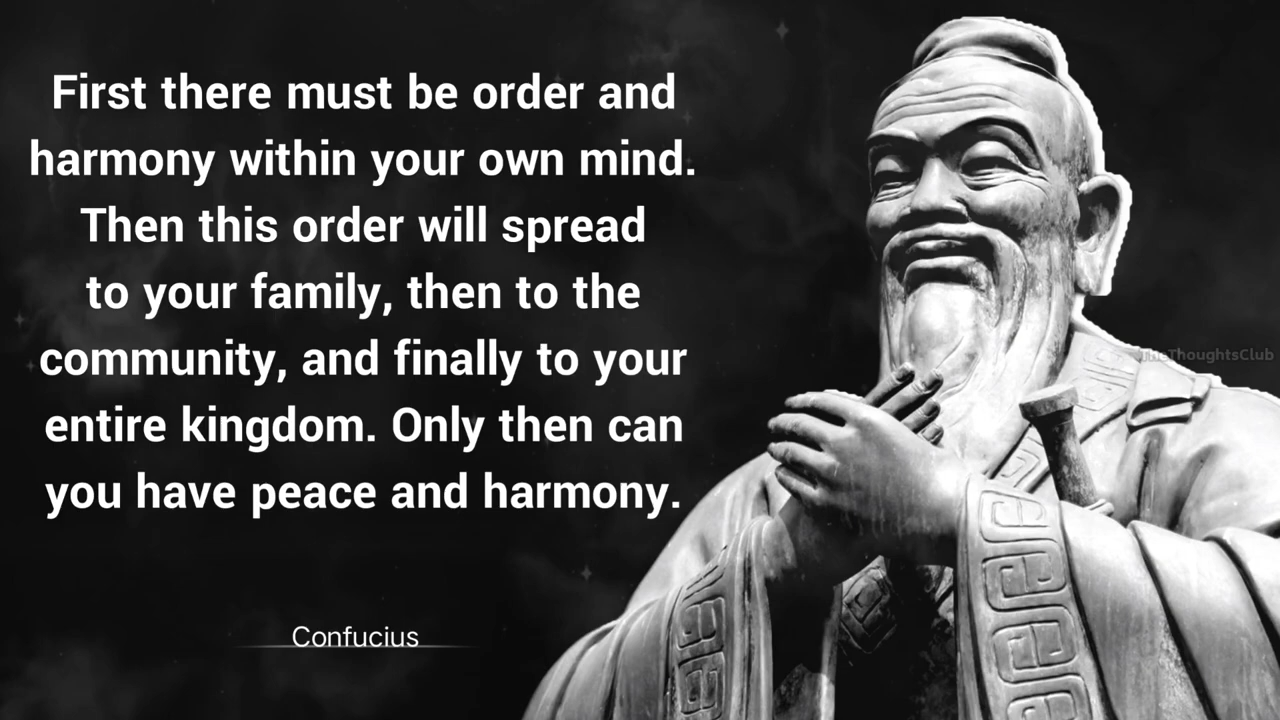 First there must be order and
harmony within your own mind.
Then this order will spread
to your family, then to the
community, and finally to your
entire kingdom. Only then can
you have peace and harmony.
Confucius
TheThoughtsClub